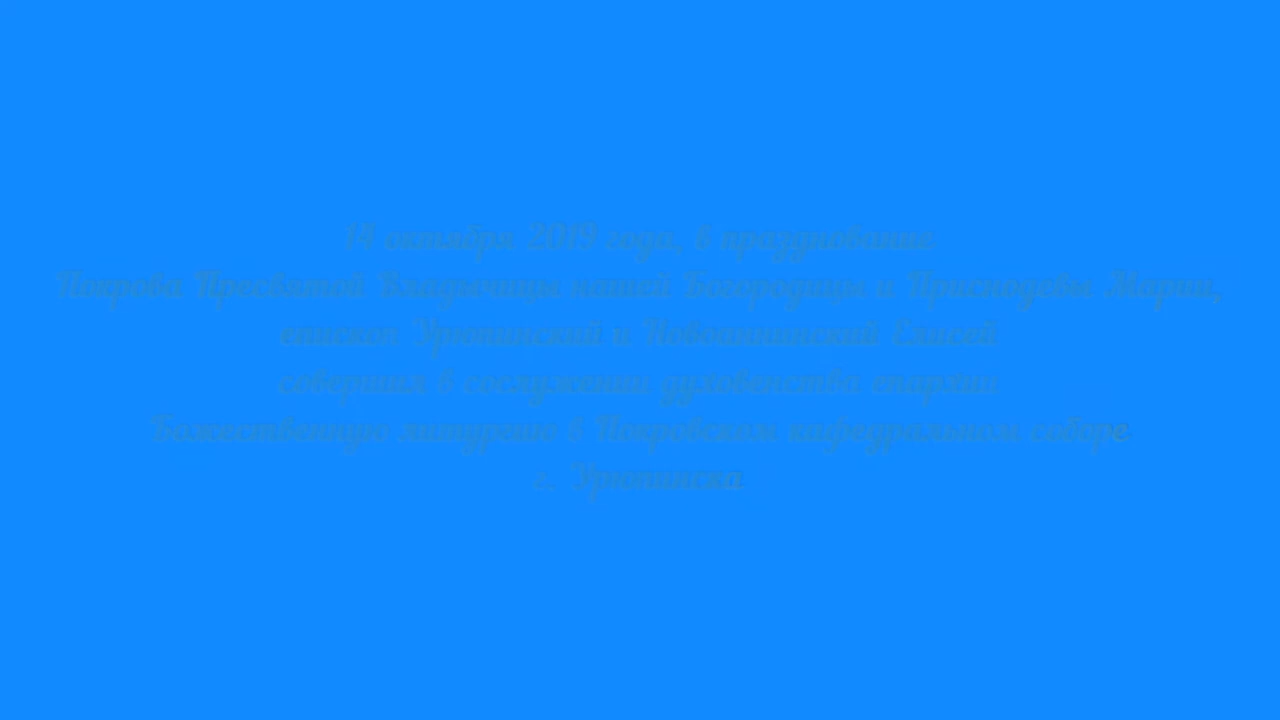 14 октября 2019 года, в празднование
Покрова Пресвятой Владычицы нашей Богородицы и Приснодевы Марии,
епископ Урюпинский и Новоаннинский Елисей
совершил в сослужении духовенства епархии
Божественную литургию в Покровском кафедральном соборе
г. Урюпинска